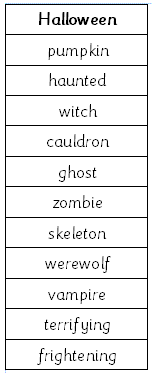 Halloween
pumpkin
haunted
witch
cauldron
ghost
zombie
skeleton
werewolf
vampire
terrifying
frightening